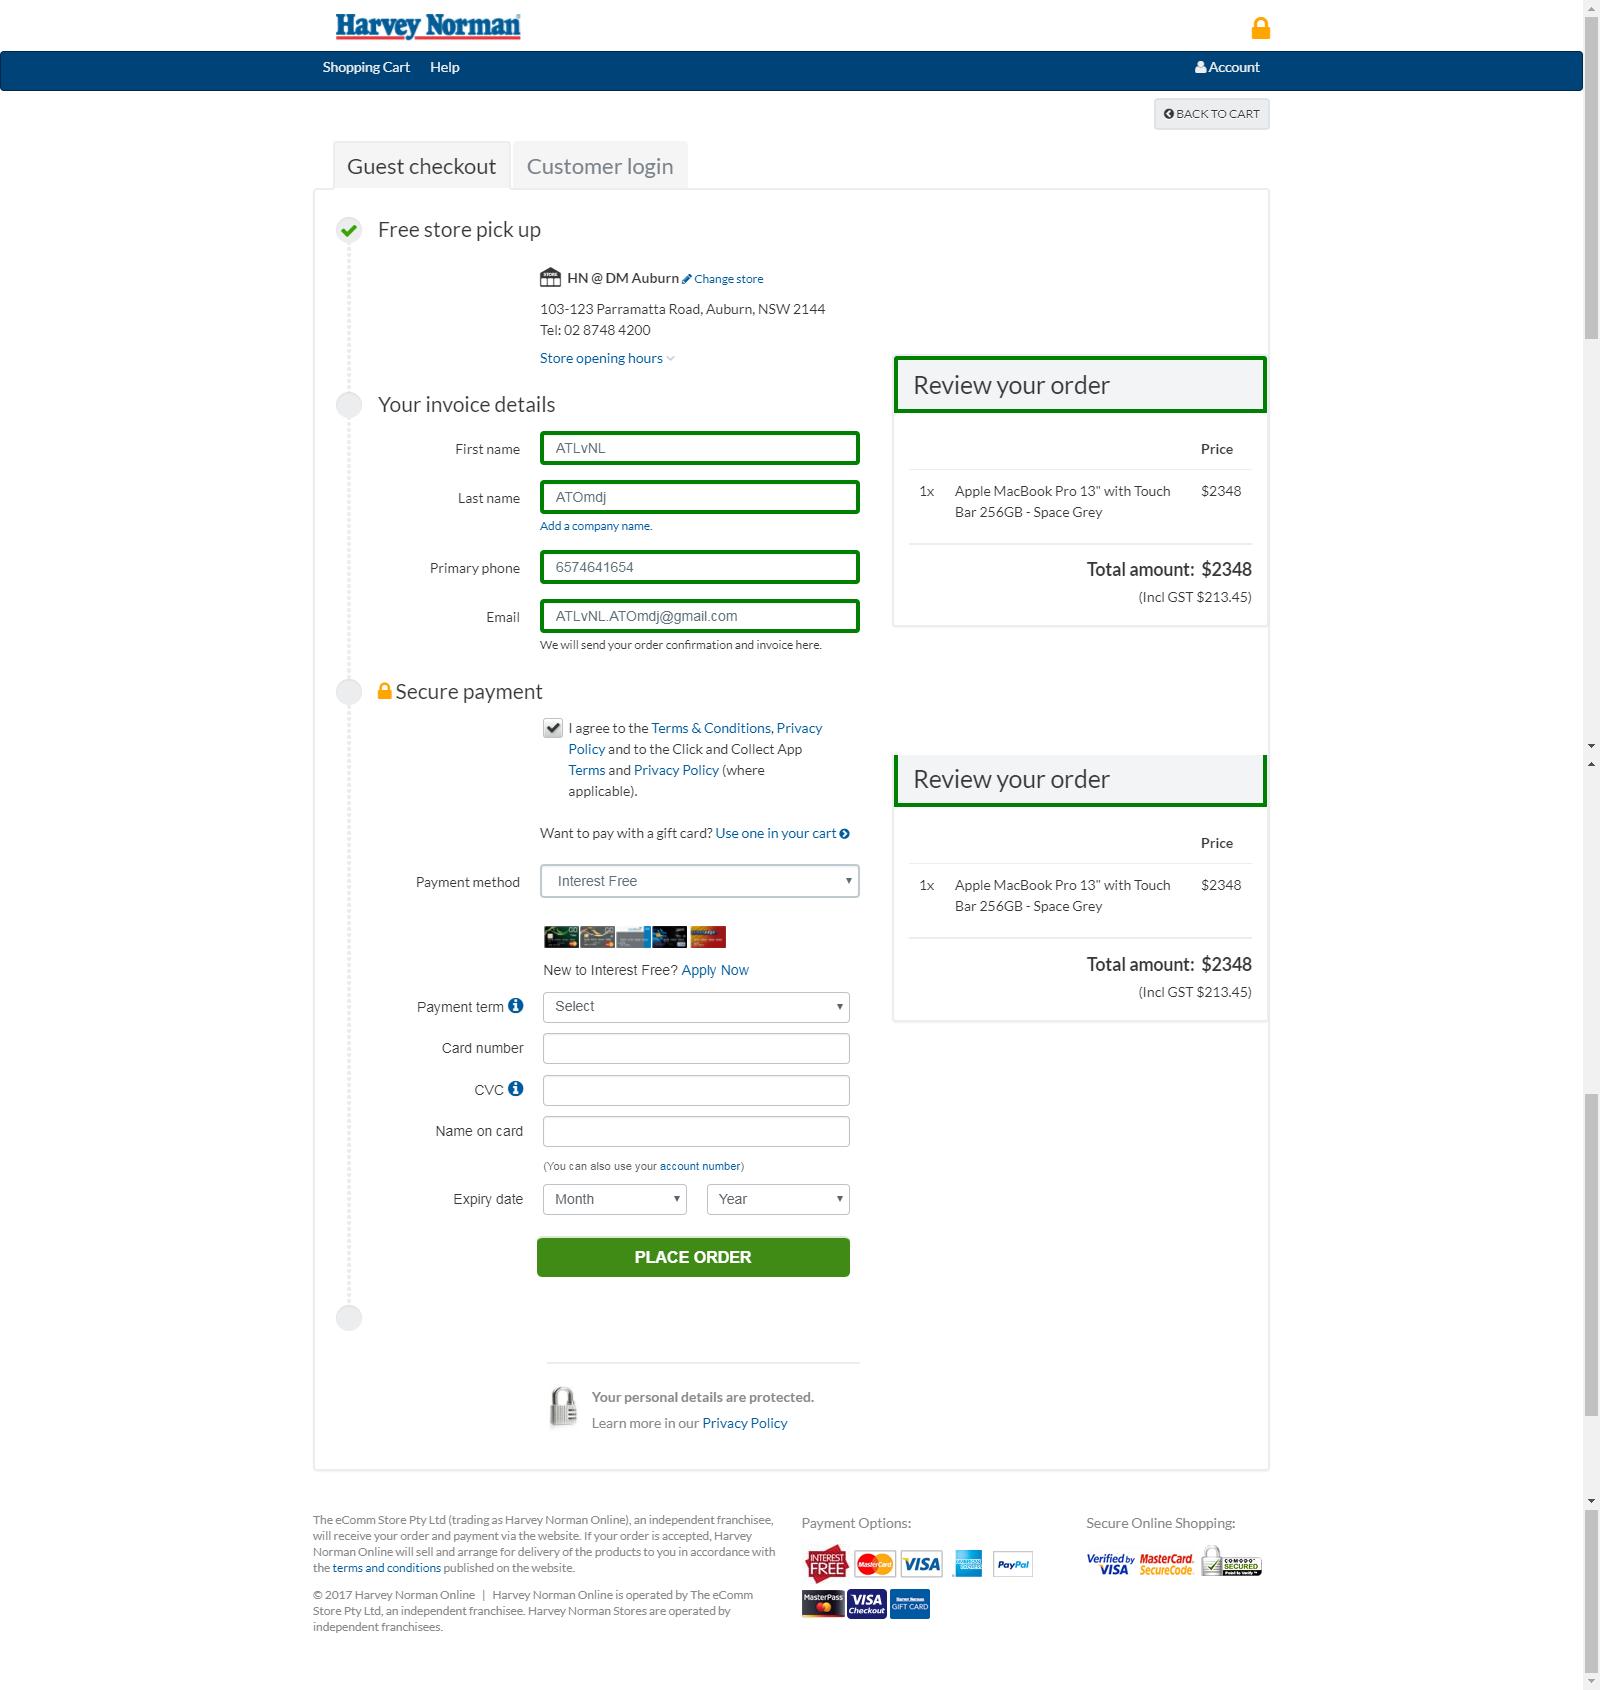 Harvey Norman
Shopping Cart
Help
Account
BACK TO CART
Guest checkout
Customer login
Free store pick up
HN @ DM Auburn Change store
103-123 Parramatta Road, Auburn, NSW 2144
Tel: 02 8748 4200
Store opening hours
Your invoice details
First name
ATLvNL
Last name
ATOmdj
Add a company name.
Primary phone
6574641654
Email
ATLvNL.ATOmdj@gmail.com
We will send your order confirmation and invoice here.
Review your order
Price
1x Apple MacBook Pro 13" with Touch $2348
Bar 256GB - Space Grey
Total amount: $2348
(Incl GST $213.45)
Secure payment
I agree to the Terms & Conditions, Privacy
Policy and to the Click and Collect App
Terms and Privacy Policy (where
applicable).
Want to pay with a gift card? Use one in your cart
Payment method
Interest Free
New to Interest Free? Apply Now
Payment term
Select
Card number
CVC
Name on card
(You can also use your account number)
Expiry date
Month
Year
PLACE ORDER
Review your order
Price
1x Apple MacBook Pro 13" with Touch $2348
Bar 256GB - Space Grey
Total amount: $2348
(Incl GST $213.45)
Your personal details are protected.
Learn more in our Privacy Policy
The eComm Store Pty Ltd (trading as Harvey Norman Online), an independent franchisee,
will receive your order and payment via the website. If your order is accepted, Harvey
Norman Online will sell and arrange for delivery of the products to you in accordance with
the terms and conditions published on the website.
© 2017 Harvey Norman Online | Harvey Norman Online is operated by The eComm
Store Pty Ltd, an independent franchisee. Harvey Norman Stores are operated by
independent franchisees.
Payment Options:
INTEREST
FREE
MasterCard
VISA
AMERICAN
EXPRESS
PayPal
MasterPass
VISA
Checkout
Harvey Norman
GIFT CARD
Secure Online Shopping:
Verified by
VISA
MasterCard.
SecureCode.
COMODO
SECURED